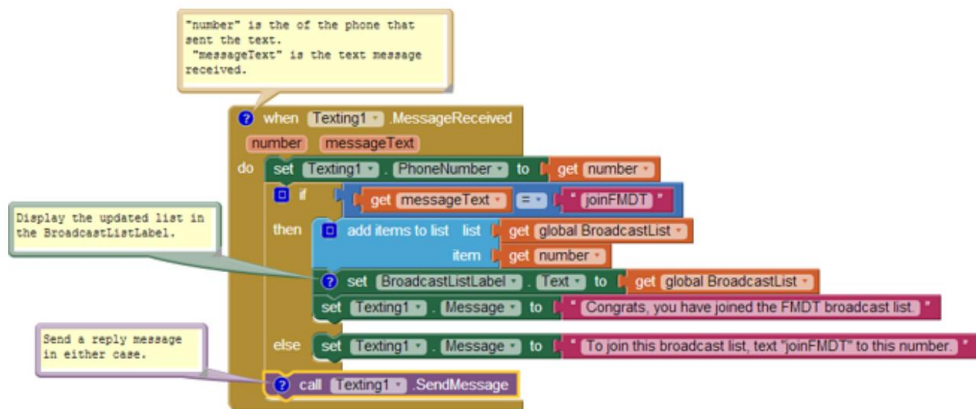 "number" is the of the phone that
sent the text.
"messageText" is the text message
received.
? when Texting1 .MessageReceived
number messageText
do set Texting1 . PhoneNumber to get number
if get messageText = " joinFMDT "
Display the updated list in
the BroadcastListLabel.
then add items to list list get global BroadcastList
item get number
? set BroadcastListLabel . Text to get global BroadcastList
set Texting1 . Message to " Congrats, you have joined the FMDT broadcast list. "
Send a reply message
in either case.
else set Texting1 . Message to " To join this broadcast list, text "joinFMDT" to this number. "
? call Texting1 .SendMessage